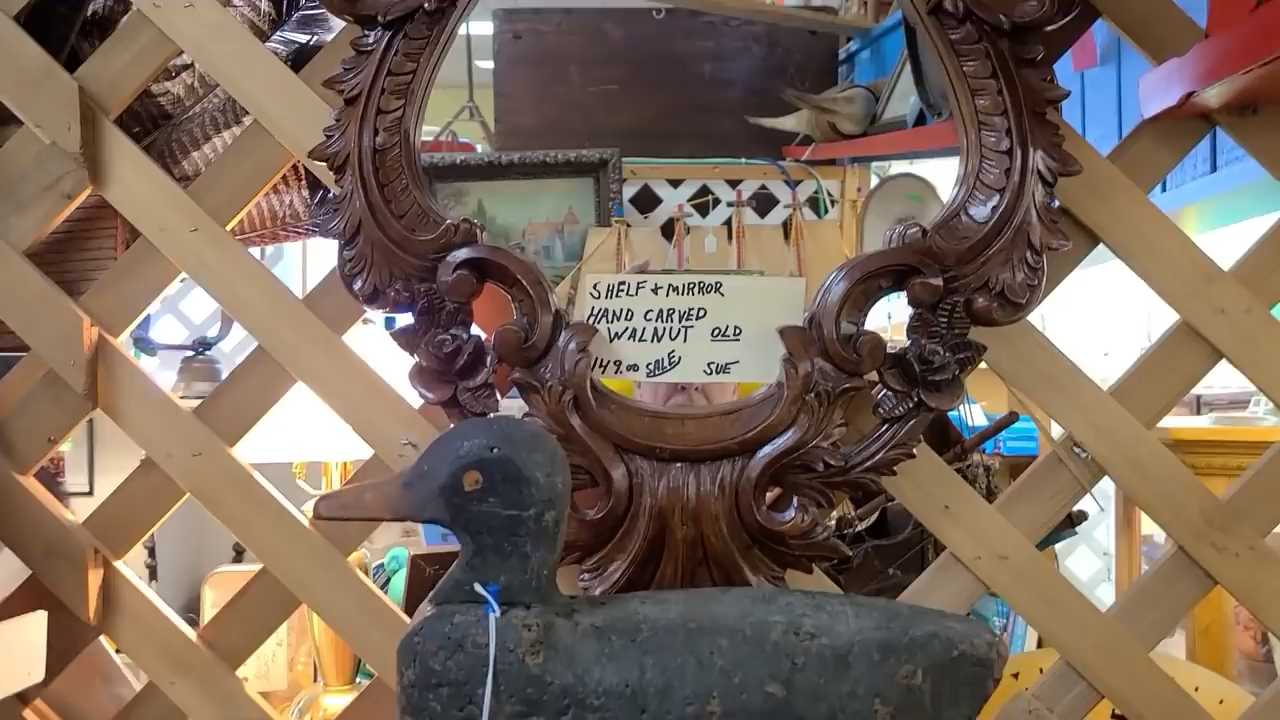 SHELF + MIRROR
HAND CARVED
WALNUT OLD
149.00 SALE SUE